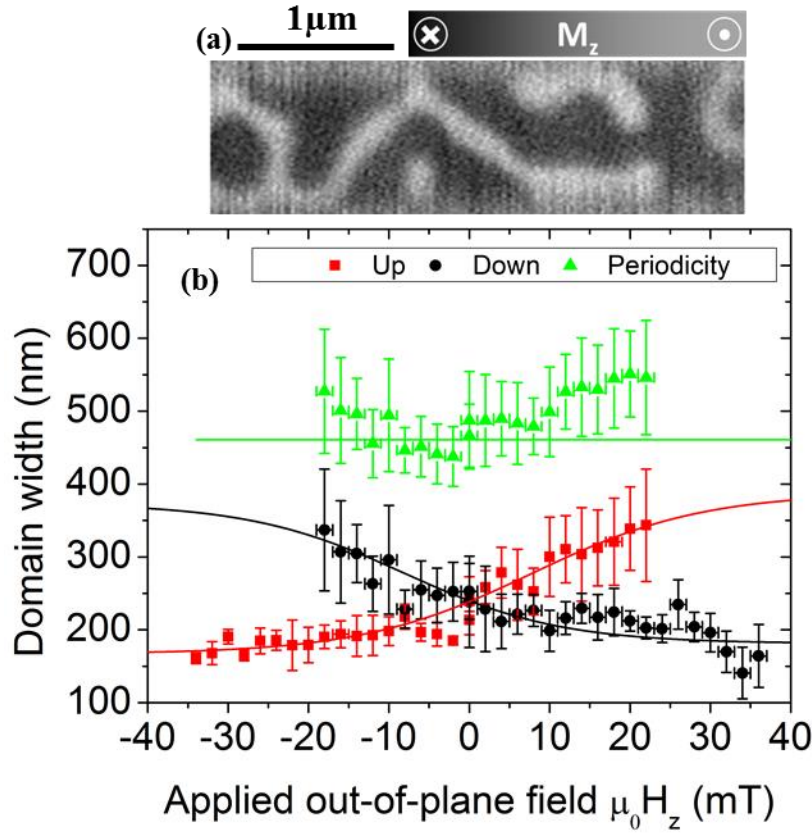 1μm
(a)
M_z
700
600
500
400
300
200
100
Domain width (nm)
(b)
Up Down Periodicity
-40 -30 -20 -10 0 10 20 30 40
Applied out-of-plane field μ₀H_z (mT)